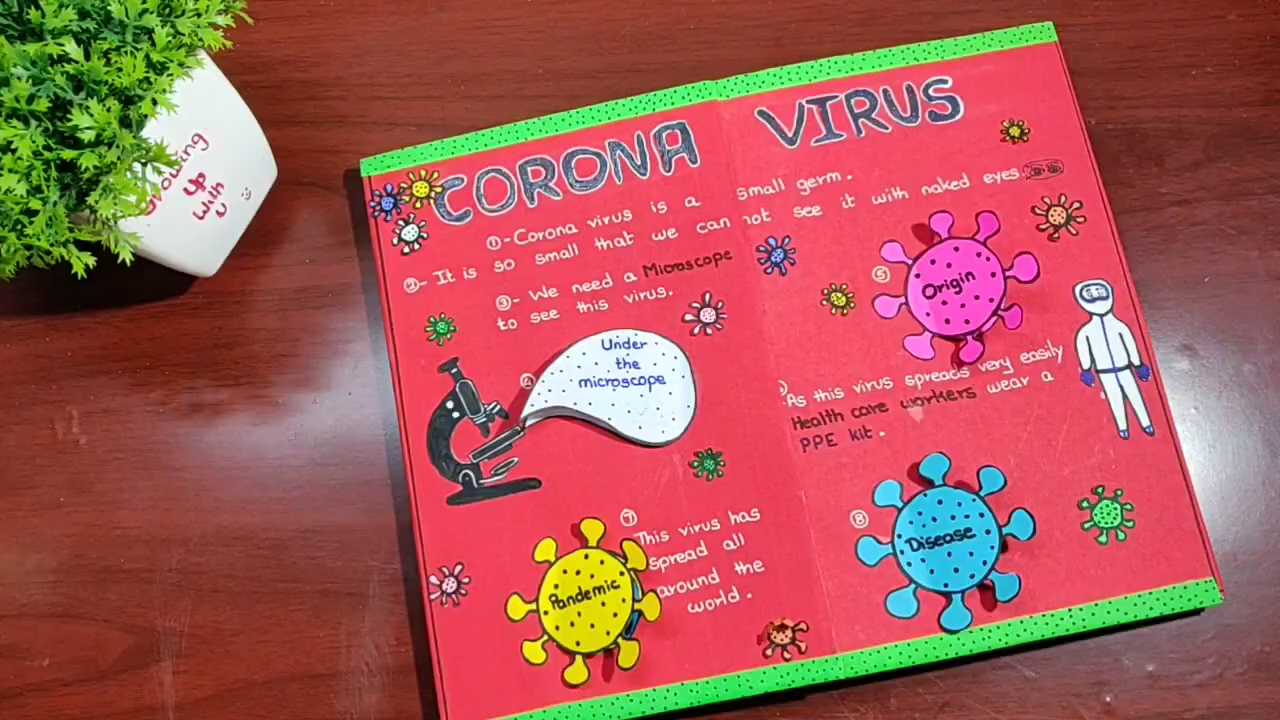 Growing
Up
With
U
CORONA VIRUS
①-Corona virus is a small germ.
②- It is so small that we can not see it with naked eyes
③- We need a Microscope
to see this virus.
④
Under
the
microscope
⑤
Origin
As this virus spreads very easily
Health care workers wear a
PPE kit.
⑦
This virus has
spread all
around the
world.
Pandemic
⑧
Disease